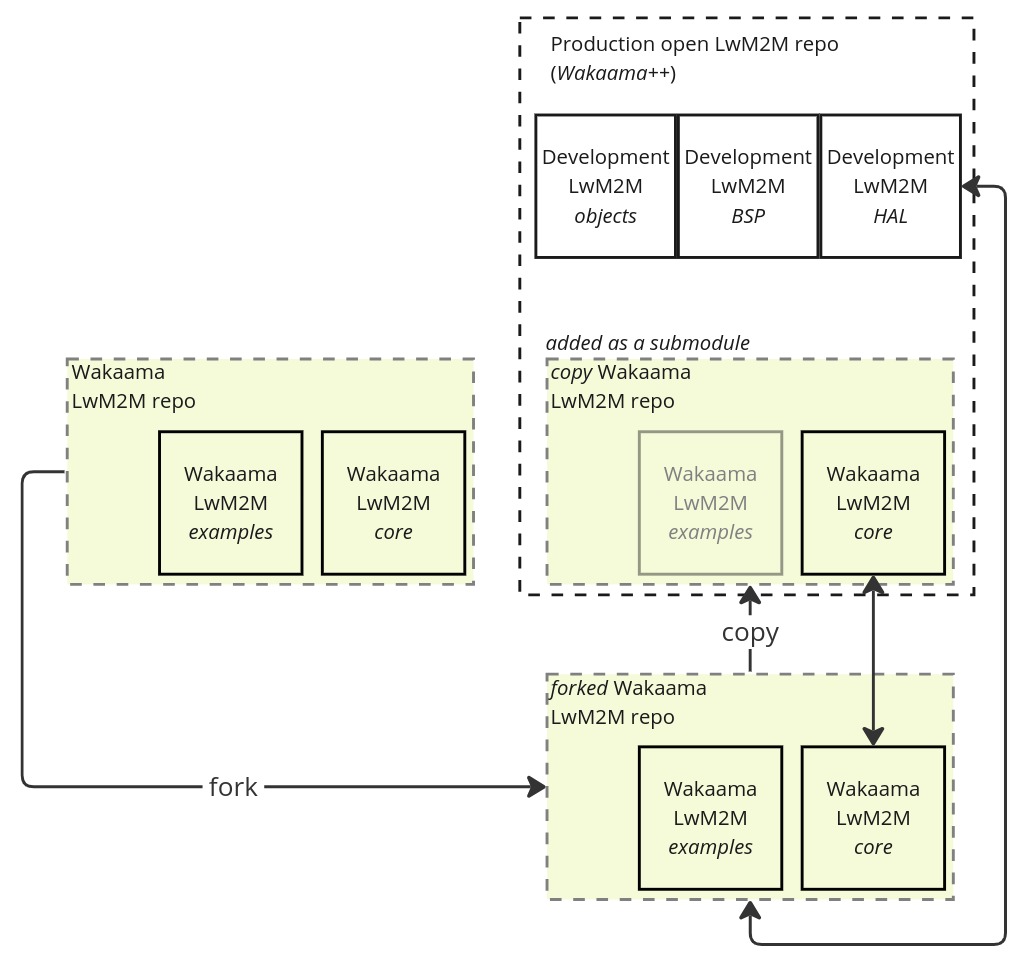 Production open LwM2M repo
(Wakaama++)
Development
LwM2M
objects
Development
LwM2M
BSP
Development
LwM2M
HAL
added as a submodule
Wakaama
LwM2M repo
Wakaama
LwM2M
examples
Wakaama
LwM2M
core
copy Wakaama
LwM2M repo
Wakaama
LwM2M
examples
Wakaama
LwM2M
core
copy
forked Wakaama
LwM2M repo
fork
Wakaama
LwM2M
examples
Wakaama
LwM2M
core